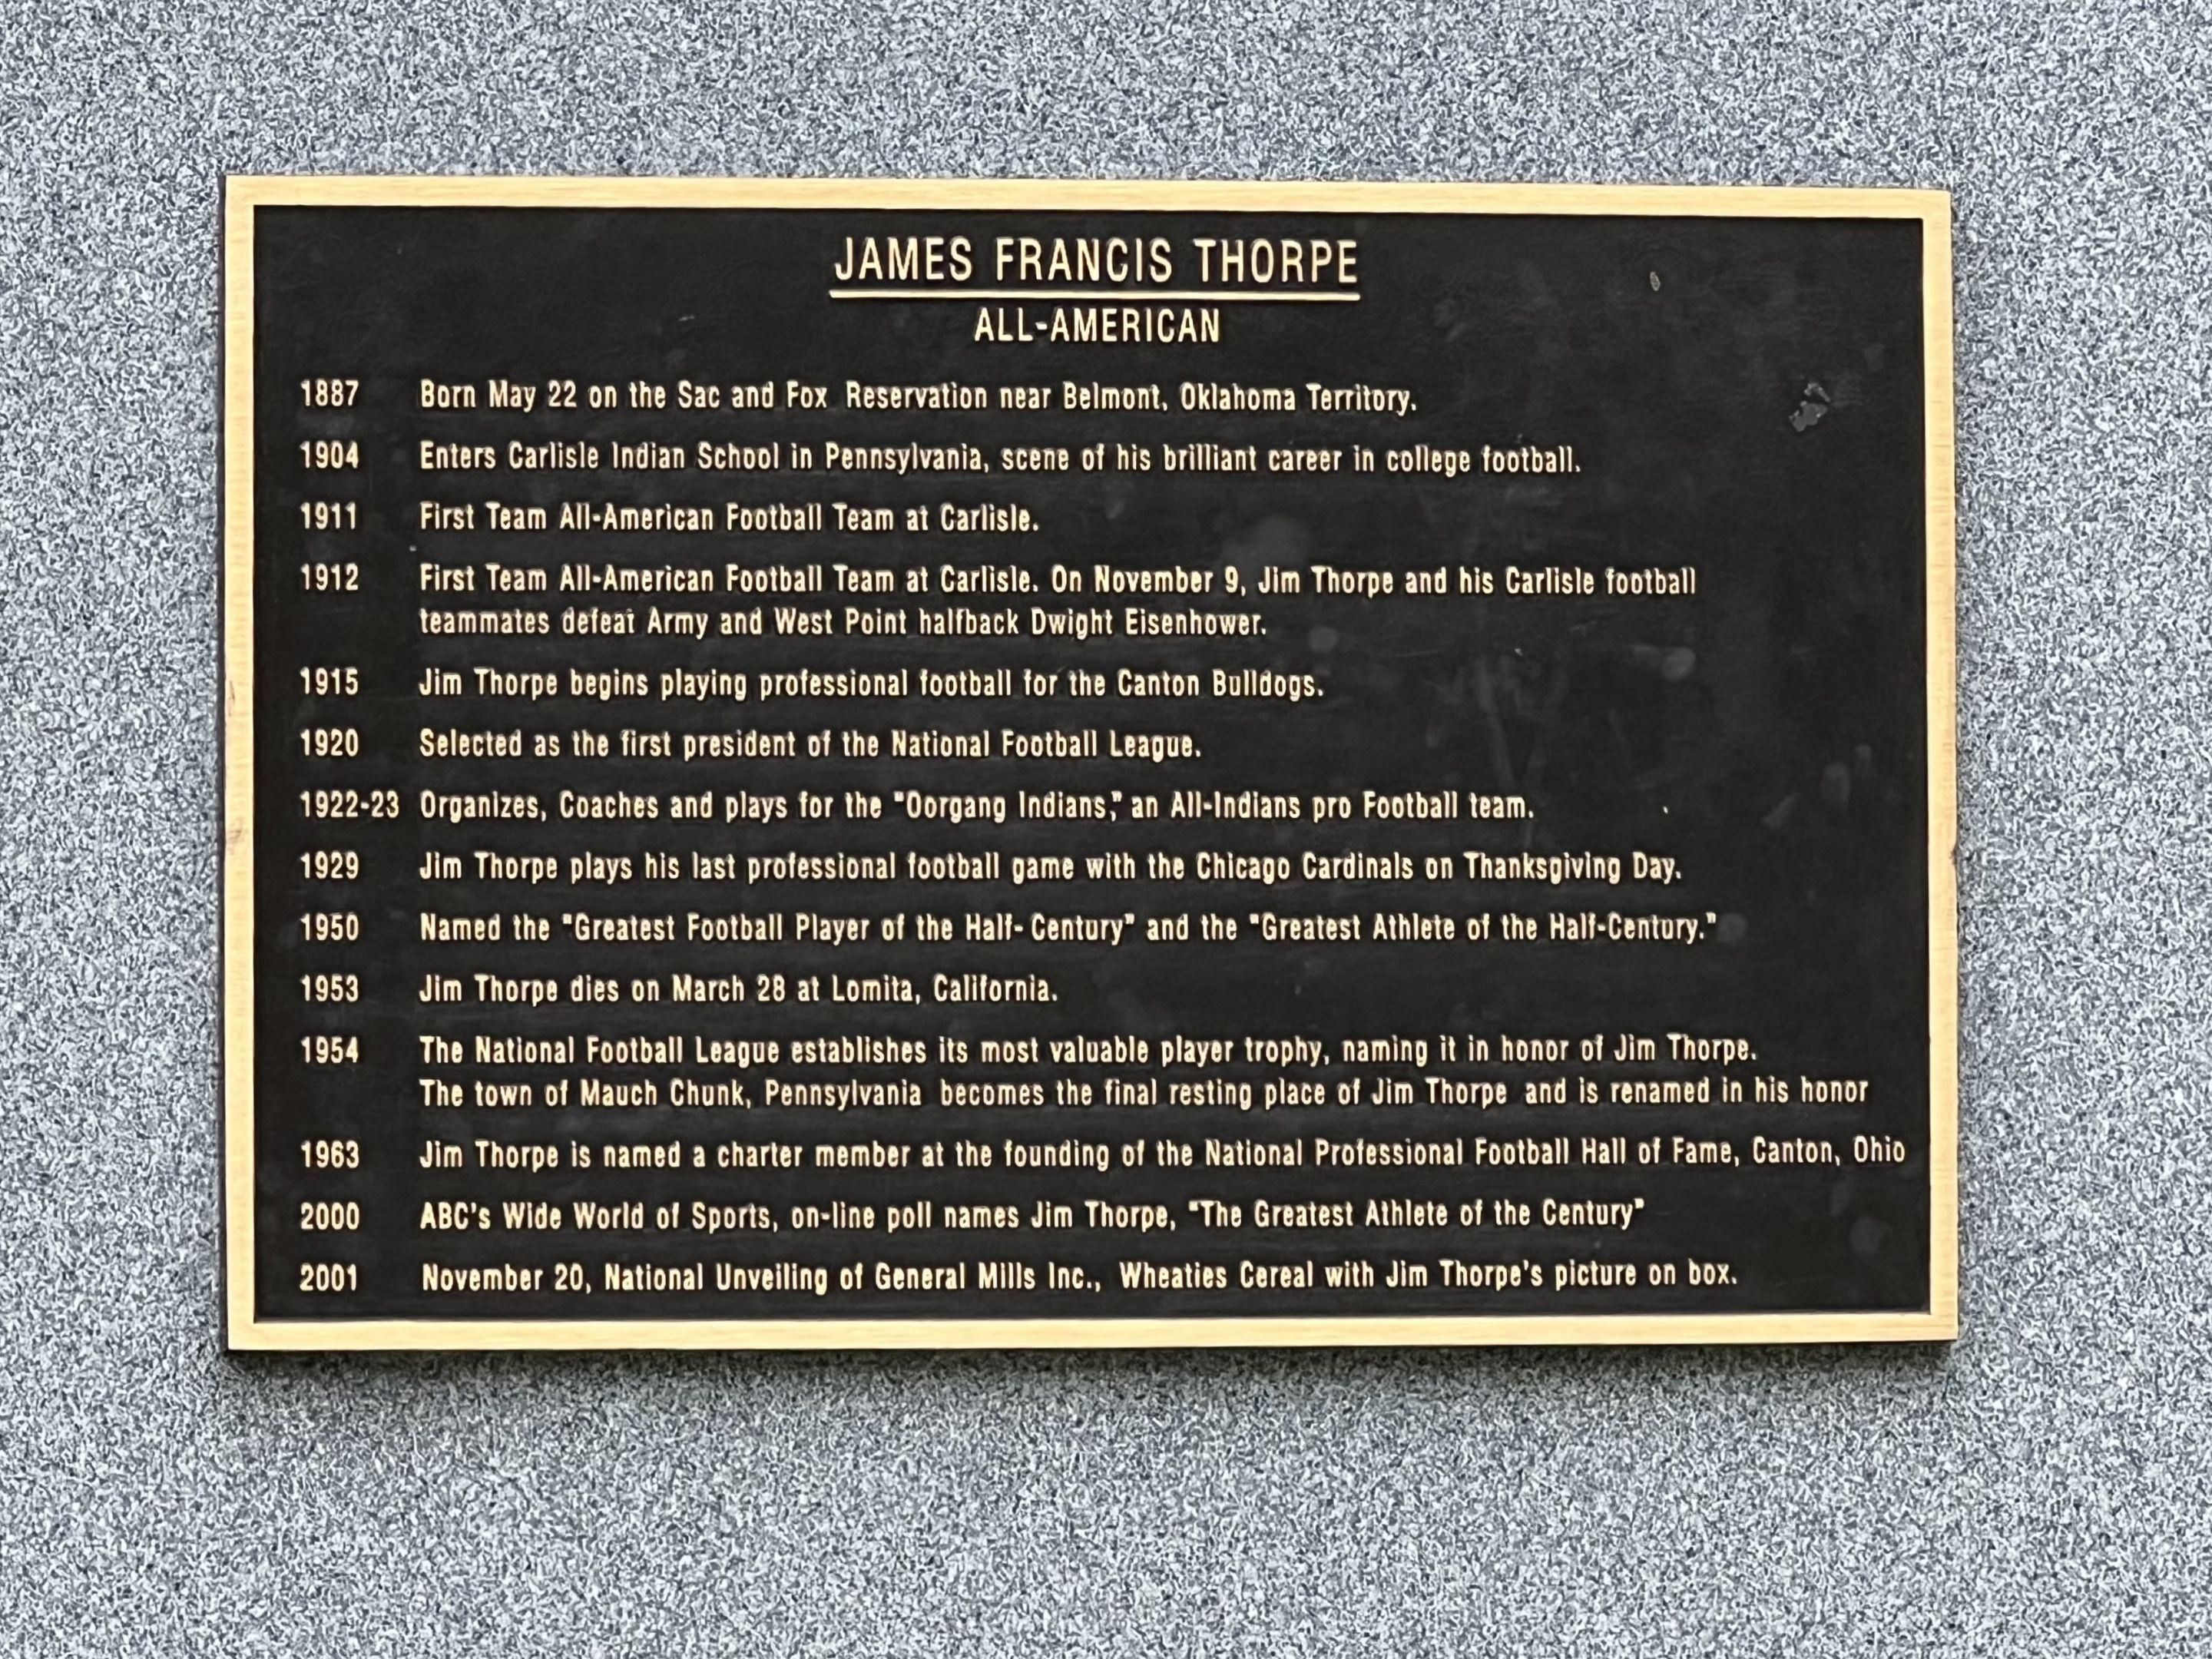 JAMES FRANCIS THORPE
ALL-AMERICAN
1887 Born May 22 on the Sac and Fox Reservation near Belmont, Oklahoma Territory.
1904 Enters Carlisle Indian School in Pennsylvania, scene of his brilliant career in college football.
1911 First Team All-American Football Team at Carlisle.
1912 First Team All-American Football Team at Carlisle. On November 9, Jim Thorpe and his Carlisle football
teammates defeat Army and West Point halfback Dwight Eisenhower.
1915 Jim Thorpe begins playing professional football for the Canton Bulldogs.
1920 Selected as the first president of the National Football League.
1922-23 Organizes, Coaches and plays for the "Oorgang Indians," an All-Indians pro Football team.
1929 Jim Thorpe plays his last professional football game with the Chicago Cardinals on Thanksgiving Day.
1950 Named the "Greatest Football Player of the Half-Century" and the "Greatest Athlete of the Half-Century."
1953 Jim Thorpe dies on March 28 at Lomita, California.
1954 The National Football League establishes its most valuable player trophy, naming it in honor of Jim Thorpe.
The town of Mauch Chunk, Pennsylvania becomes the final resting place of Jim Thorpe and is renamed in his honor
1963 Jim Thorpe is named a charter member at the founding of the National Professional Football Hall of Fame, Canton, Ohio
2000 ABC's Wide World of Sports, on-line poll names Jim Thorpe, "The Greatest Athlete of the Century"
2001 November 20, National Unveiling of General Mills Inc., Wheaties Cereal with Jim Thorpe's picture on box.